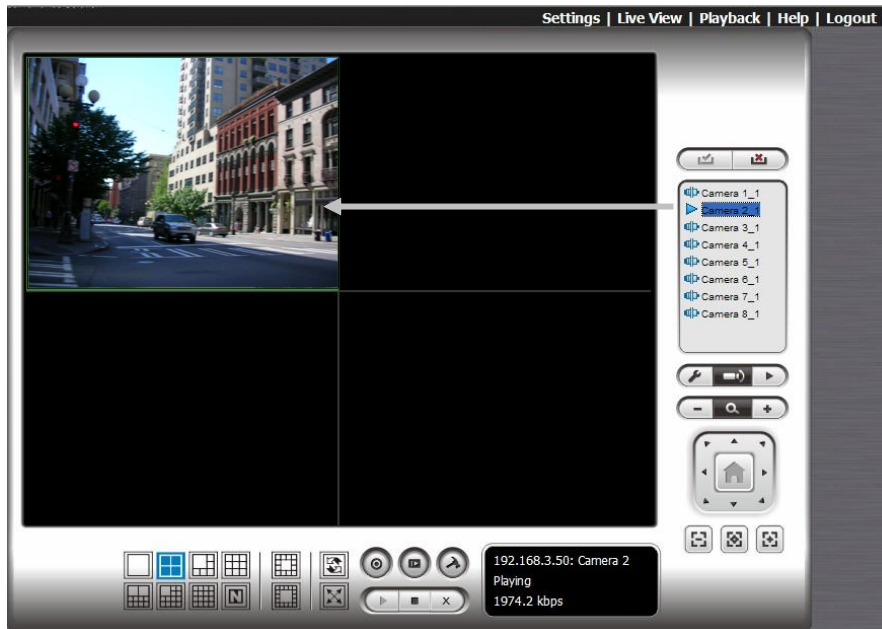 Settings | Live View | Playback | Help | Logout
Camera 1_1
Camera 2_1
Camera 3_1
Camera 4_1
Camera 5_1
Camera 6_1
Camera 7_1
Camera 8_1
192.168.3.50: Camera 2
Playing
1974.2 kbps
N